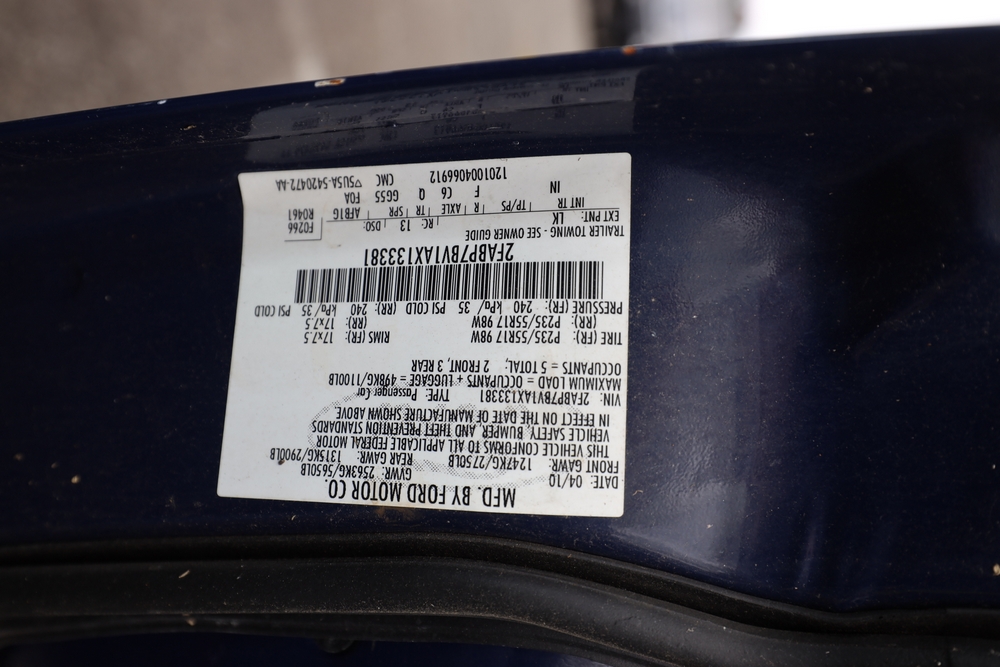 MFD. BY FORD MOTOR CO.
DATE: 04/10 GVWR: 2563KG/5650LB
FRONT GAWR: 1247KG/2750LB REAR GAWR: 1315KG/2900LB
THIS VEHICLE CONFORMS TO ALL APPLICABLE FEDERAL MOTOR
VEHICLE SAFETY, BUMPER, AND THEFT PREVENTION STANDARDS
IN EFFECT ON THE DATE OF MANUFACTURE SHOWN ABOVE.
VIN: 2FABP7BV1AX133381 TYPE: Passenger Car
MAXIMUM LOAD = OCCUPANTS + LUGGAGE = 498KG/1100LB
OCCUPANTS = 5 TOTAL: 2 FRONT, 3 REAR
TIRE (FR): P235/55R17 98W RIMS (FR): 17x7.5
(RR): P235/55R17 98W (RR): 17x7.5
PRESSURE (FR): 240 kPa/ 35 PSI COLD (RR): 240 kPa/ 35 PSI COLD
2FABP7BV1AX133381
TRAILER TOWING - SEE OWNER GUIDE
EXT PNT: LK RC: 13 DSO: F0266
R0461
INT TR TP/PS R AXLE TR SPR AFB1G
IN F C6 Q GG55 FOA
1201004066912 CMC ▽5U5A-5420472-AA